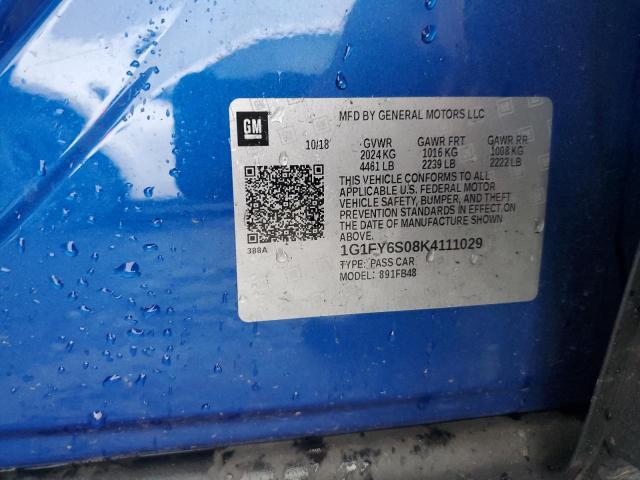 MFD BY GENERAL MOTORS LLC
GM
10/18 GVWR GAWR FRT GAWR RR
2024 KG 1016 KG 1008 KG
4461 LB 2239 LB 2222 LB
THIS VEHICLE CONFORMS TO ALL
APPLICABLE U.S. FEDERAL MOTOR
VEHICLE SAFETY, BUMPER, AND THEFT
PREVENTION STANDARDS IN EFFECT ON
THE DATE OF MANUFACTURE SHOWN
ABOVE.
388A
1G1FY6S08K4111029
TYPE: PASS CAR
MODEL: 891FB48